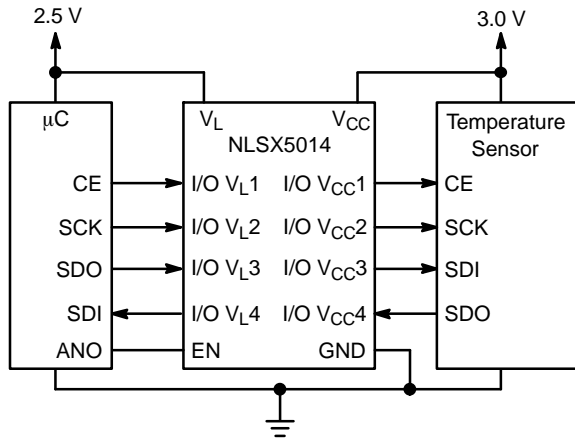 2.5 V 3.0 V
μC VL VCC Temperature
NLSX5014 Sensor
CE I/O VL1 I/O VCC1 CE
SCK I/O VL2 I/O VCC2 SCK
SDO I/O VL3 I/O VCC3 SDI
SDI I/O VL4 I/O VCC4 SDO
ANO EN GND